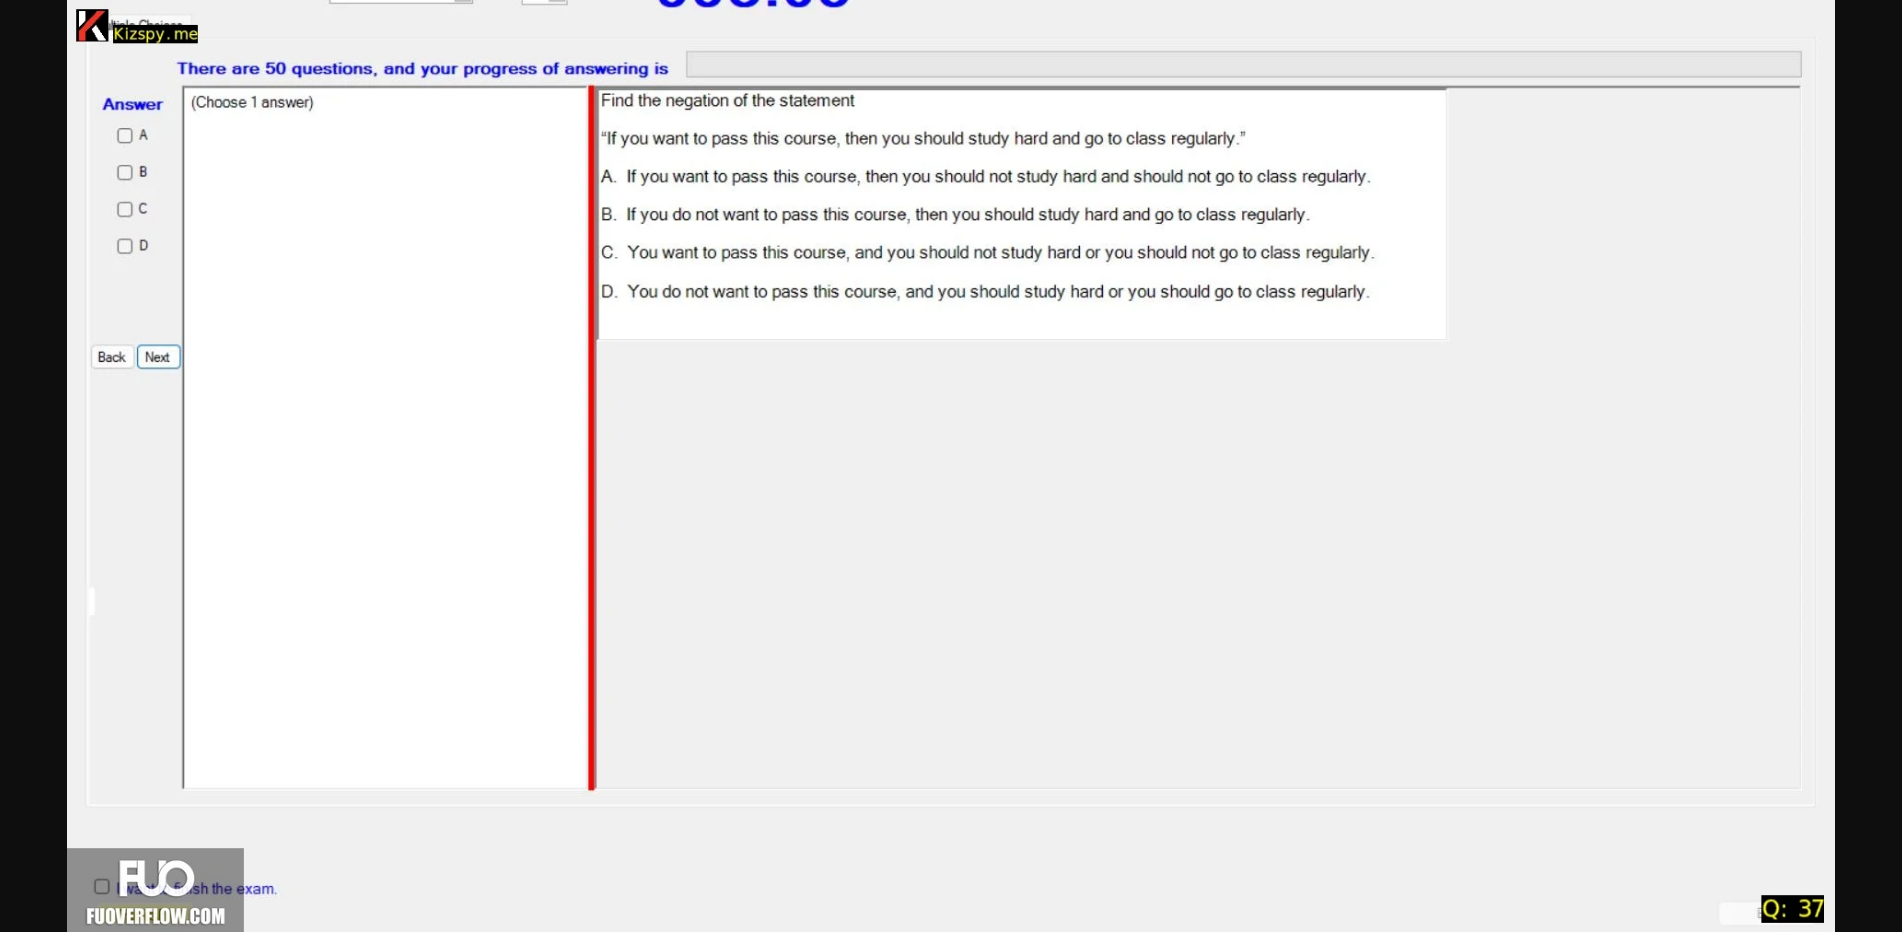 Kizspy.me
There are 50 questions, and your progress of answering is
Answer
(Choose 1 answer)
A
B
C
D
Back
Next
Find the negation of the statement
“If you want to pass this course, then you should study hard and go to class regularly.”
A. If you want to pass this course, then you should not study hard and should not go to class regularly.
B. If you do not want to pass this course, then you should study hard and go to class regularly.
C. You want to pass this course, and you should not study hard or you should not go to class regularly.
D. You do not want to pass this course, and you should study hard or you should go to class regularly.
FUO
the exam.
FUOVERFLOW.COM
Q: 37